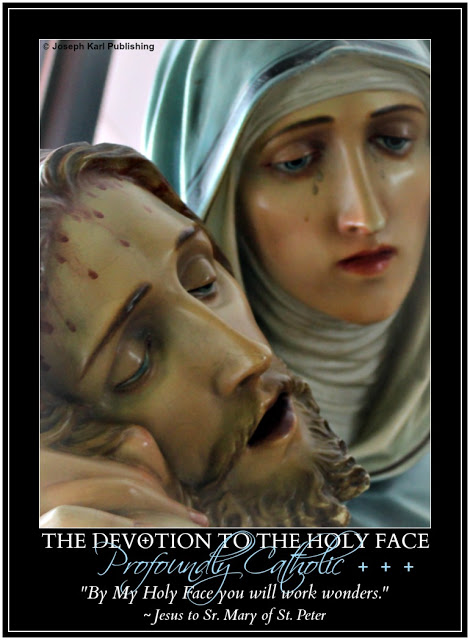 © Joseph Karl Publishing
THE DEVOTION TO THE HOLY FACE
Profoundly Catholic + + +
"By My Holy Face you will work wonders."
~ Jesus to Sr. Mary of St. Peter